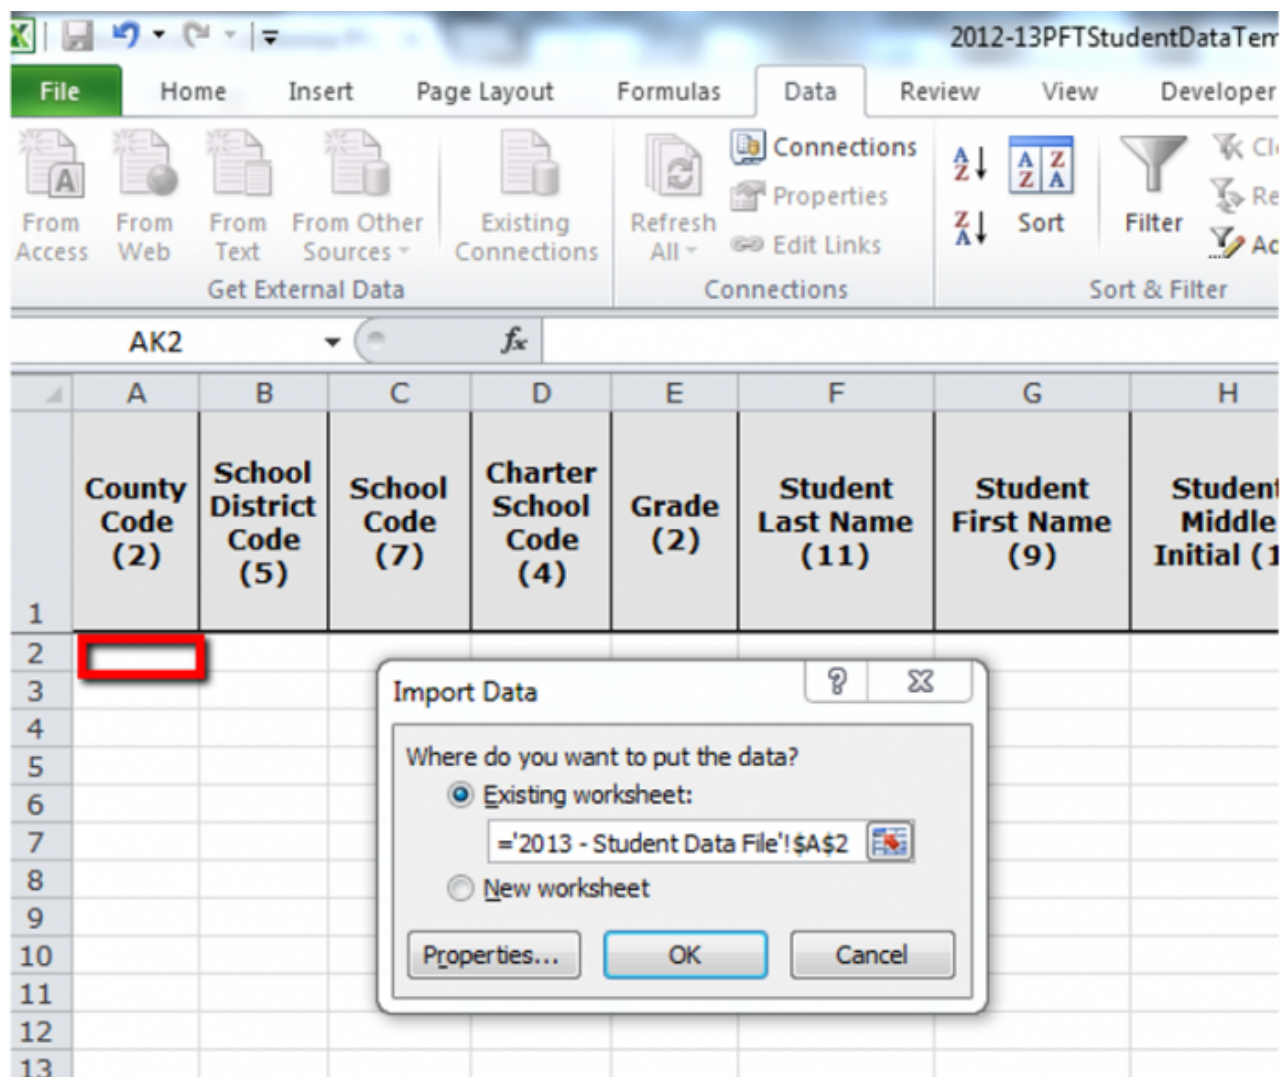 2012-13PFTStudentDataTem
File Home Insert Page Layout Formulas Data Review View Developer
From Access
From Web
From Text
From Other Sources
Existing Connections
Refresh All
Connections
Properties
Edit Links
Sort
Filter
Get External Data
Connections
Sort & Filter
AK2
fx
A B C D E F G H
County Code (2)
School District Code (5)
School Code (7)
Charter School Code (4)
Grade (2)
Student Last Name (11)
Student First Name (9)
Student Middle Initial (1
1
2
3
4
5
6
7
8
9
10
11
12
13
Import Data
Where do you want to put the data?
Existing worksheet:
='2013 - Student Data File'!$A$2
New worksheet
Properties...
OK
Cancel